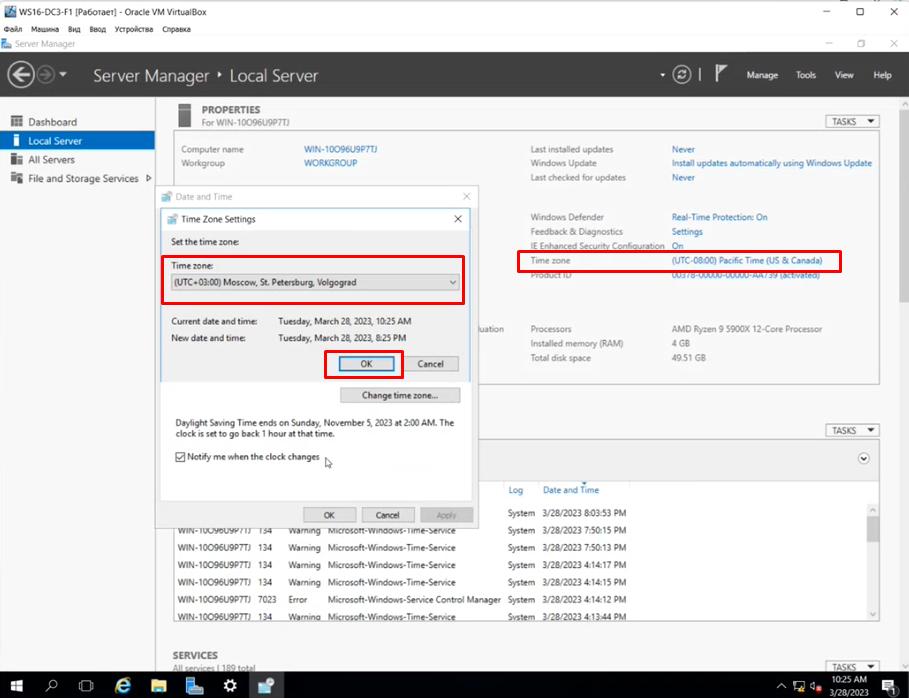 WS16-DC3-F1 [Работает] - Oracle VM VirtualBox
Файл Машина Вид Ввод Устройства Справка
Server Manager
Server Manager ‣ Local Server
Manage Tools View Help
Dashboard
Local Server
All Servers
File and Storage Services
PROPERTIES
For WIN-10O96U9P7TJ
TASKS
Computer name WIN-10O96U9P7TJ
Workgroup WORKGROUP
Last installed updates Never
Windows Update Install updates automatically using Windows Update
Last checked for updates Never
Windows Defender Real-Time Protection: On
Feedback & Diagnostics Settings
IE Enhanced Security Configuration On
Time zone (UTC-08:00) Pacific Time (US & Canada)
Product ID 00378-00000-00000-AA739 (activated)
uation
Processors AMD Ryzen 9 5900X 12-Core Processor
Installed memory (RAM) 4 GB
Total disk space 49.51 GB
Date and Time
Time Zone Settings
Set the time zone:
Time zone:
(UTC+03:00) Moscow, St. Petersburg, Volgograd
Current date and time: Tuesday, March 28, 2023, 10:25 AM
New date and time: Tuesday, March 28, 2023, 8:25 PM
OK Cancel
Change time zone...
Daylight Saving Time ends on Sunday, November 5, 2023 at 2:00 AM. The
clock is set to go back 1 hour at that time.
Notify me when the clock changes
OK Cancel Apply
TASKS
Log Date and Time
System 3/28/2023 8:03:53 PM
WIN-10O96U9P7TJ 134 Warning Microsoft-Windows-Time-Service System 3/28/2023 7:50:15 PM
WIN-10O96U9P7TJ 134 Warning Microsoft-Windows-Time-Service System 3/28/2023 7:50:13 PM
WIN-10O96U9P7TJ 134 Warning Microsoft-Windows-Time-Service System 3/28/2023 4:14:17 PM
WIN-10O96U9P7TJ 134 Warning Microsoft-Windows-Time-Service System 3/28/2023 4:14:15 PM
WIN-10O96U9P7TJ 7023 Error Microsoft-Windows-Service Control Manager System 3/28/2023 4:14:12 PM
WIN-10O96U9P7TJ 134 Warning Microsoft-Windows-Time-Service System 3/28/2023 4:13:44 PM
SERVICES
All services | 189 total
TASKS
10:25 AM
3/28/2023
1